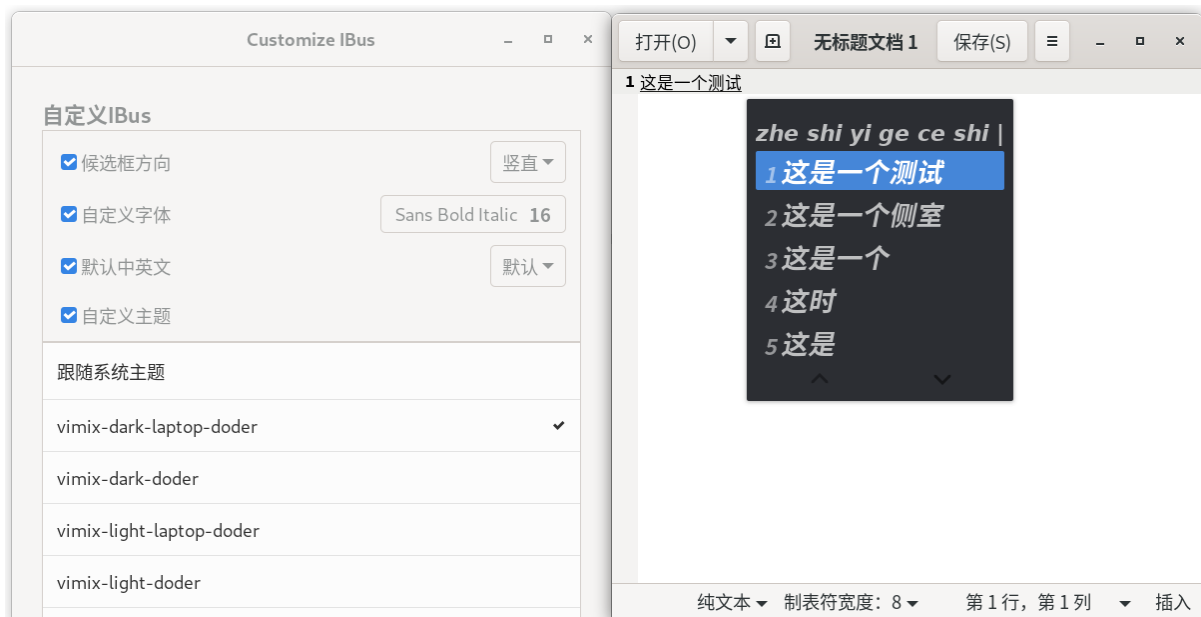 Customize IBus
自定义IBus
候选框方向 竖直
自定义字体 Sans Bold Italic 16
默认中英文 默认
自定义主题
跟随系统主题
vimix-dark-laptop-doder
vimix-dark-doder
vimix-light-laptop-doder
vimix-light-doder
打开(O) 无标题文档 1 保存(S)
1 这是一个测试
zhe shi yi ge ce shi |
1 这是一个测试
2 这是一个侧室
3 这是一个
4 这时
5 这是
纯文本 制表符宽度：8 第 1 行，第 1 列 插入